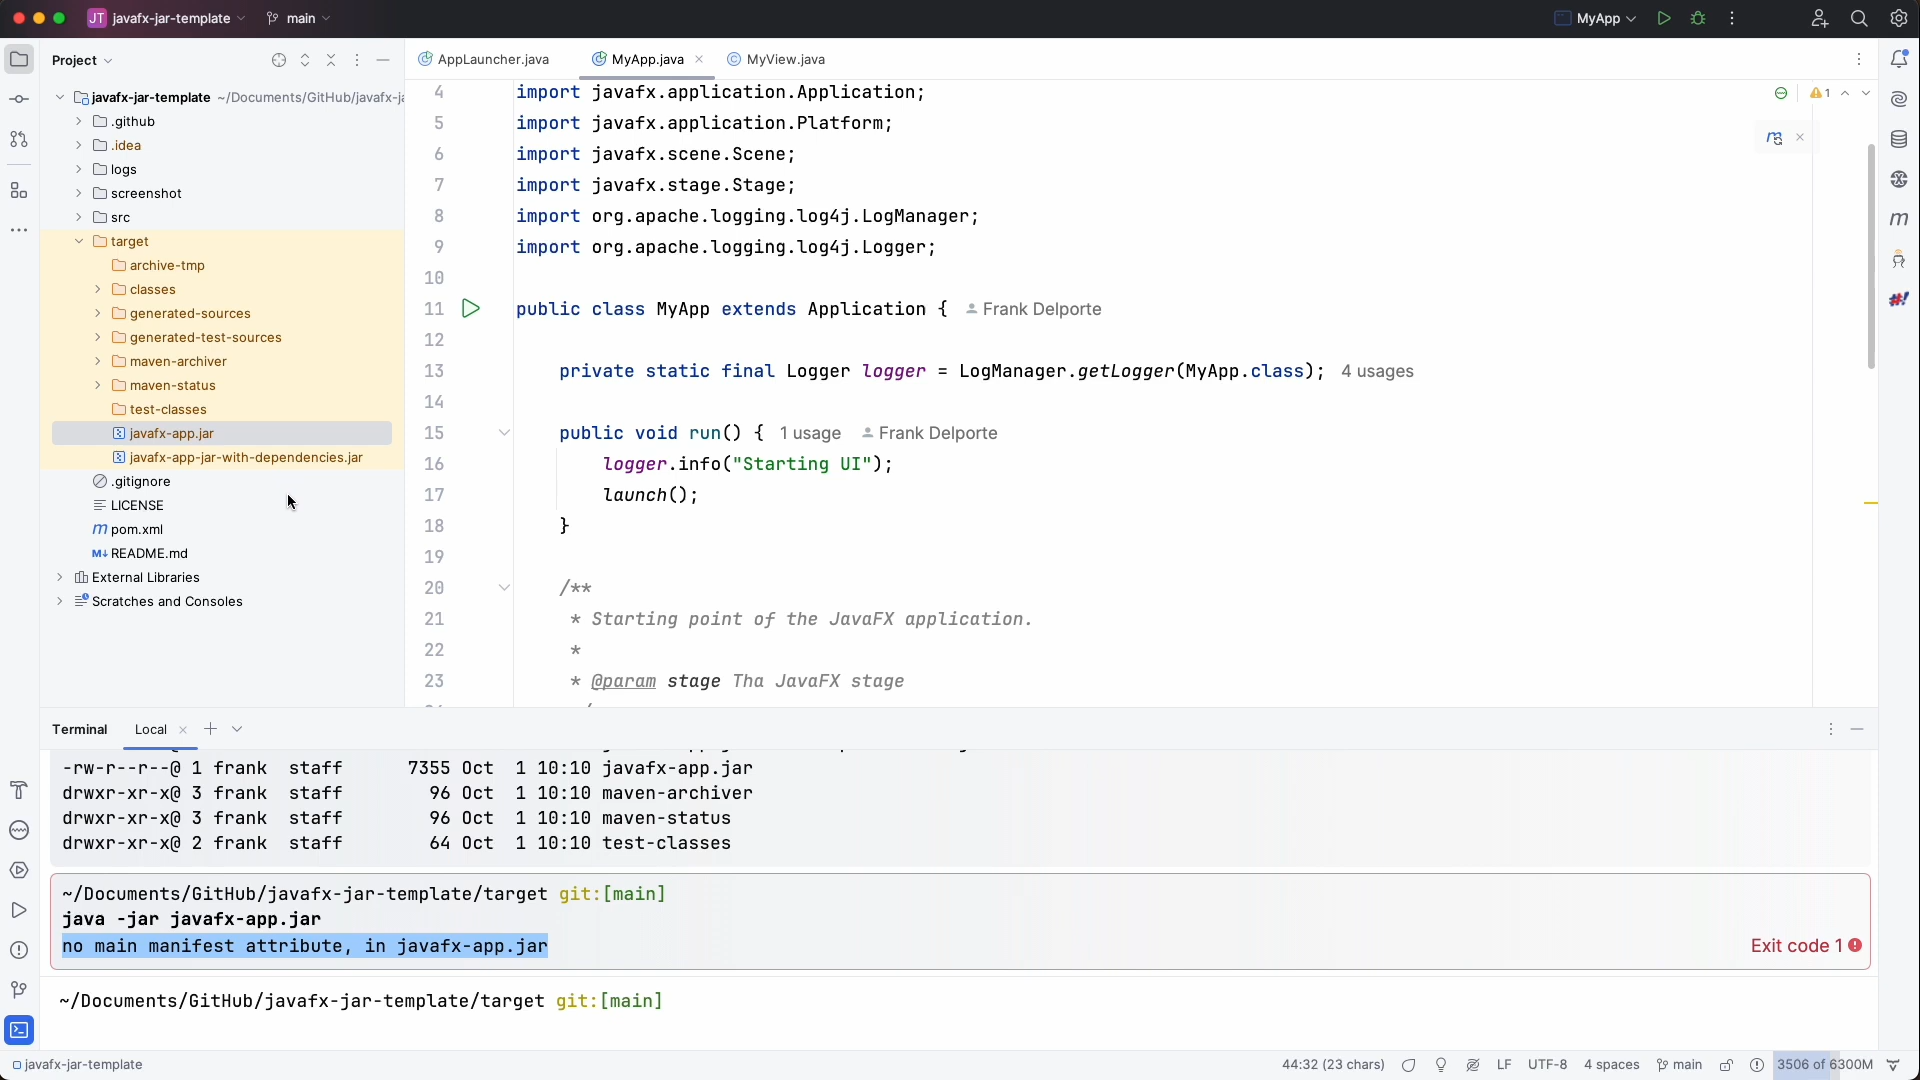 JT javafx-jar-template main MyApp
Project
javafx-jar-template ~/Documents/GitHub/javafx-ja
.github
.idea
logs
screenshot
src
target
archive-tmp
classes
generated-sources
generated-test-sources
maven-archiver
maven-status
test-classes
javafx-app.jar
javafx-app-jar-with-dependencies.jar
.gitignore
LICENSE
m pom.xml
M↓ README.md
External Libraries
Scratches and Consoles
AppLauncher.java MyApp.java MyView.java
4 import javafx.application.Application; 1
5 import javafx.application.Platform;
6 import javafx.scene.Scene;
7 import javafx.stage.Stage;
8 import org.apache.logging.log4j.LogManager;
9 import org.apache.logging.log4j.Logger;
10
11 public class MyApp extends Application { Frank Delporte
12
13 private static final Logger logger = LogManager.getLogger(MyApp.class); 4 usages
14
15 public void run() { 1 usage Frank Delporte
16 logger.info("Starting UI");
17 launch();
18 }
19
20 /**
21 * Starting point of the JavaFX application.
22 *
23 * @param stage Tha JavaFX stage
Terminal Local
-rw-r--r--@ 1 frank staff 7355 Oct 1 10:10 javafx-app.jar
drwxr-xr-x@ 3 frank staff 96 Oct 1 10:10 maven-archiver
drwxr-xr-x@ 3 frank staff 96 Oct 1 10:10 maven-status
drwxr-xr-x@ 2 frank staff 64 Oct 1 10:10 test-classes
~/Documents/GitHub/javafx-jar-template/target git:[main]
java -jar javafx-app.jar
no main manifest attribute, in javafx-app.jar Exit code 1
~/Documents/GitHub/javafx-jar-template/target git:[main]
javafx-jar-template 44:32 (23 chars) LF UTF-8 4 spaces main 3506 of 6300M